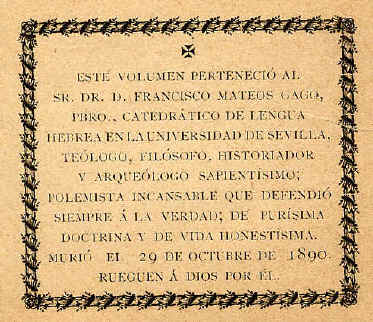 ✠
ESTE VOLUMEN PERTENECIÓ AL
SR. DR. D. FRANCISCO MATEOS GAGO,
PBRO., CATEDRÁTICO DE LENGUA
HEBREA EN LA UNIVERSIDAD DE SEVILLA,
TEÓLOGO, FILÓSOFO, HISTORIADOR
Y ARQUEÓLOGO SAPIENTÍSIMO;
POLEMISTA INCANSABLE QUE DEFENDIÓ
SIEMPRE Á LA VERDAD; DE PURÍSIMA
DOCTRINA Y DE VIDA HONESTÍSIMA.
MURIÓ EL 29 DE OCTUBRE DE 1890.
RUEGUEN Á DIOS POR ÉL.